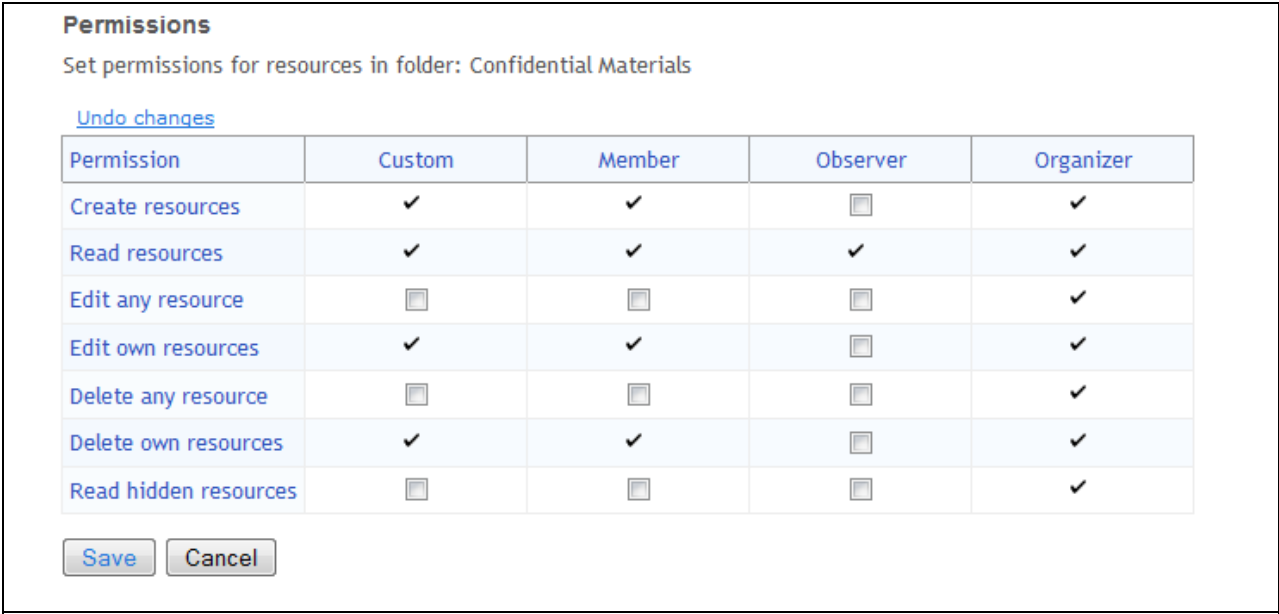 Permissions
Set permissions for resources in folder: Confidential Materials
Undo changes
Permission Custom Member Observer Organizer
Create resources
Read resources
Edit any resource
Edit own resources
Delete any resource
Delete own resources
Read hidden resources
Save Cancel